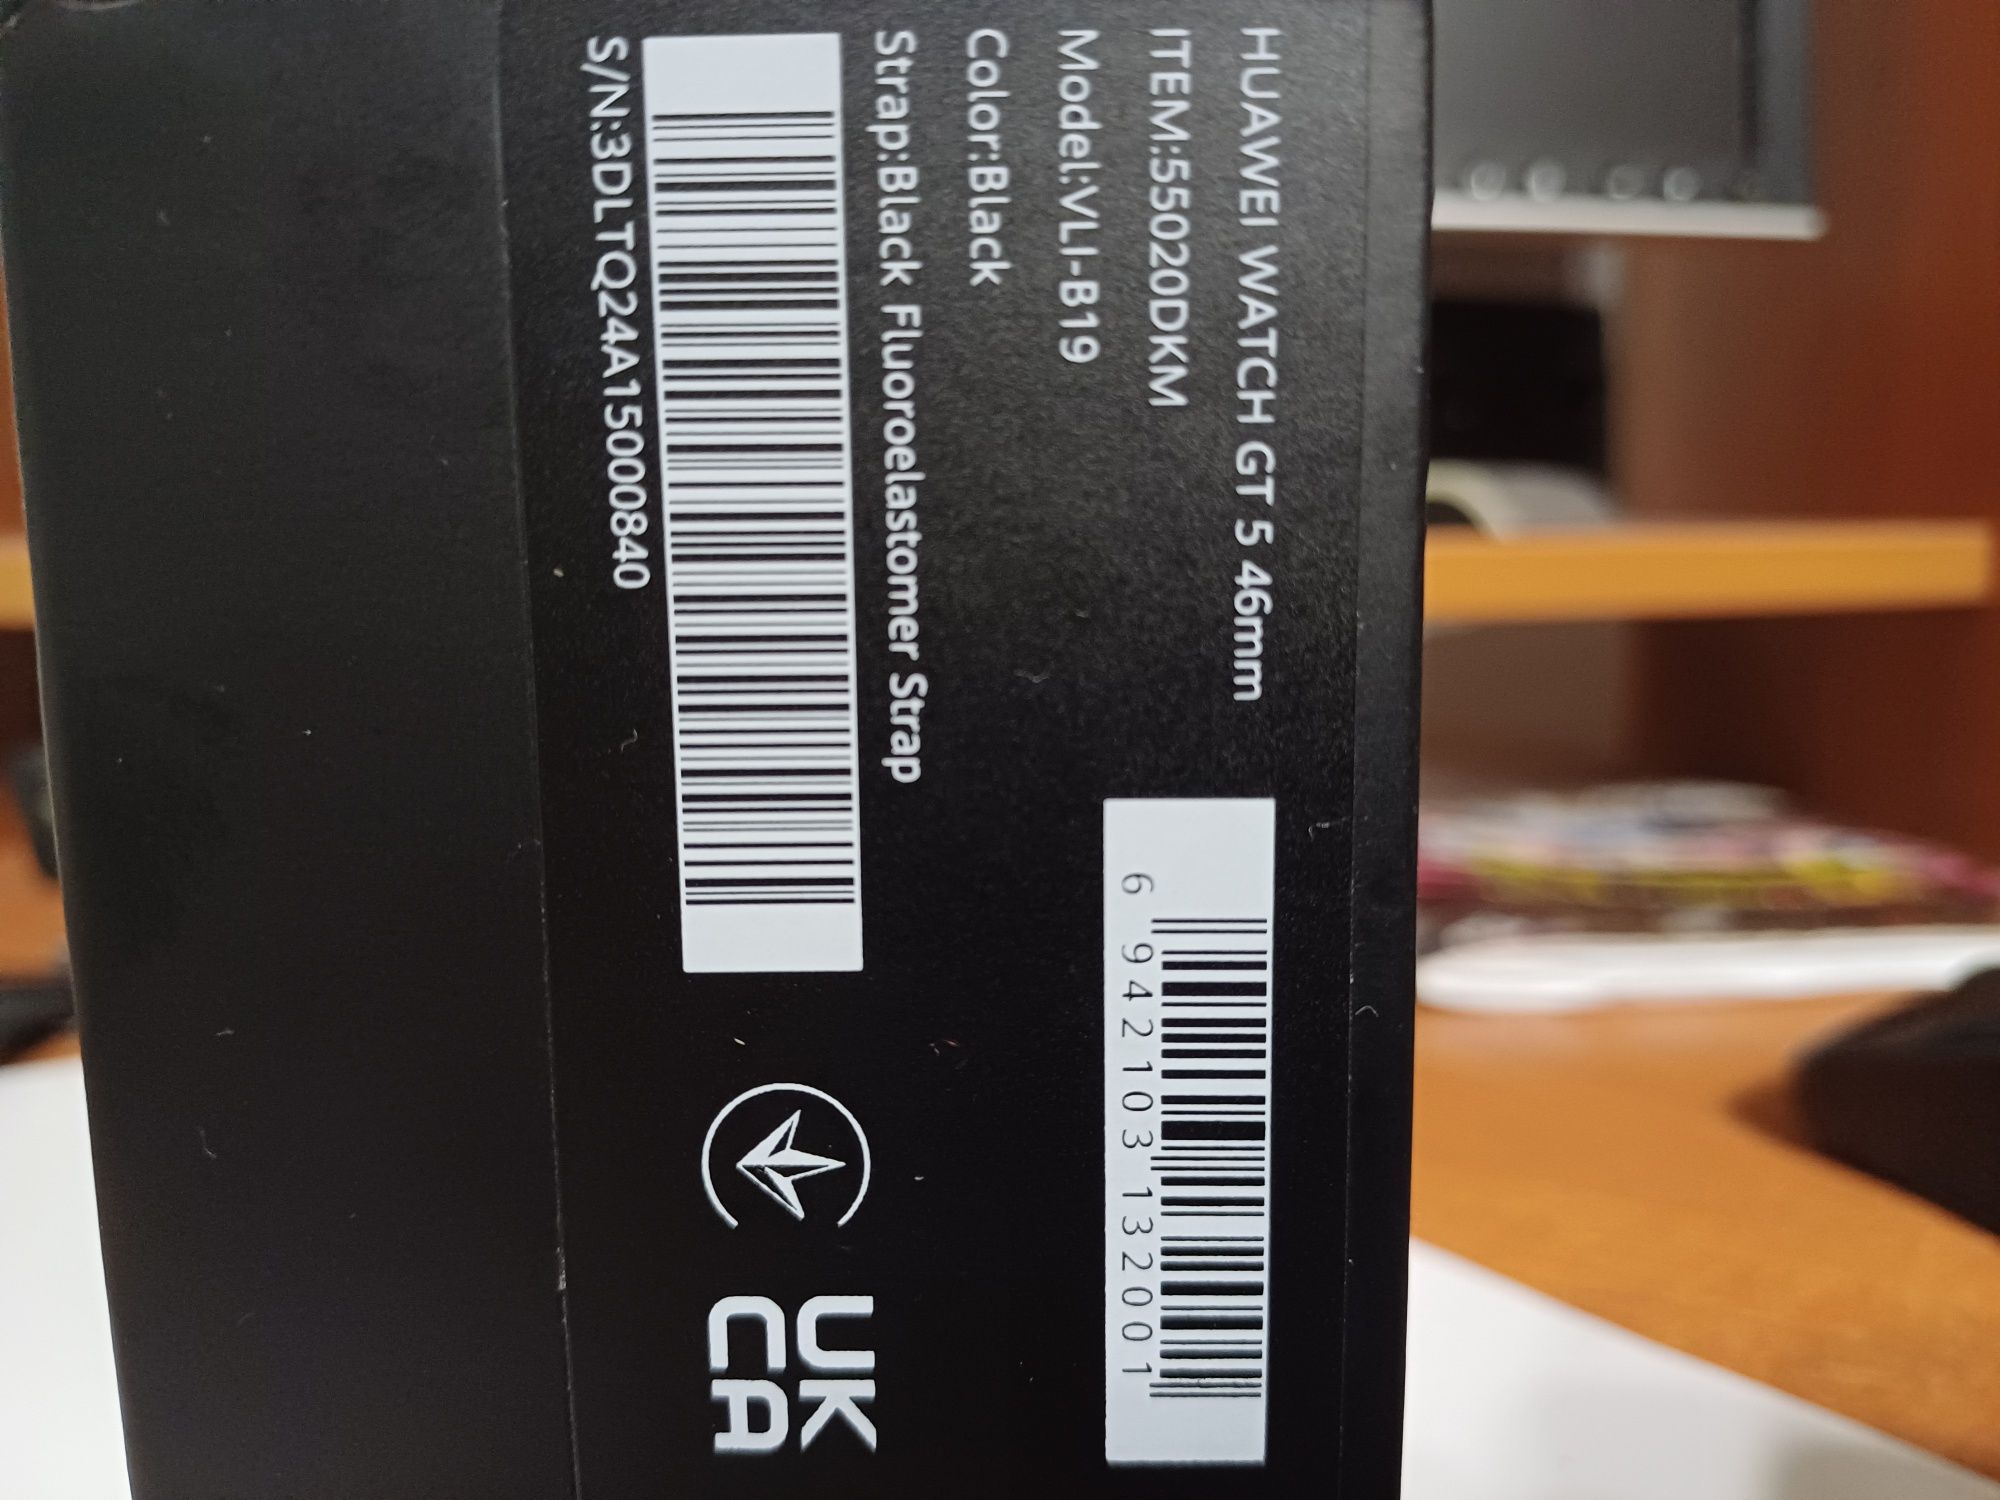 HUAWEI WATCH GT 5 46mm
ITEM:55020DKM
Model:VLI-B19
Color:Black
Strap:Black Fluoroelastomer Strap
S/N:3DLTQ24A1500840
6 942103 132001
UK
CA